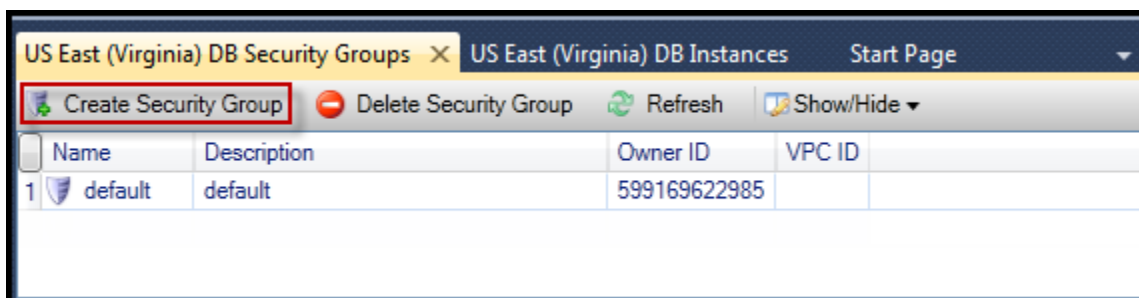 US East (Virginia) DB Security Groups US East (Virginia) DB Instances Start Page
Create Security Group Delete Security Group Refresh Show/Hide
Name Description Owner ID VPC ID
1 default default 599169622985